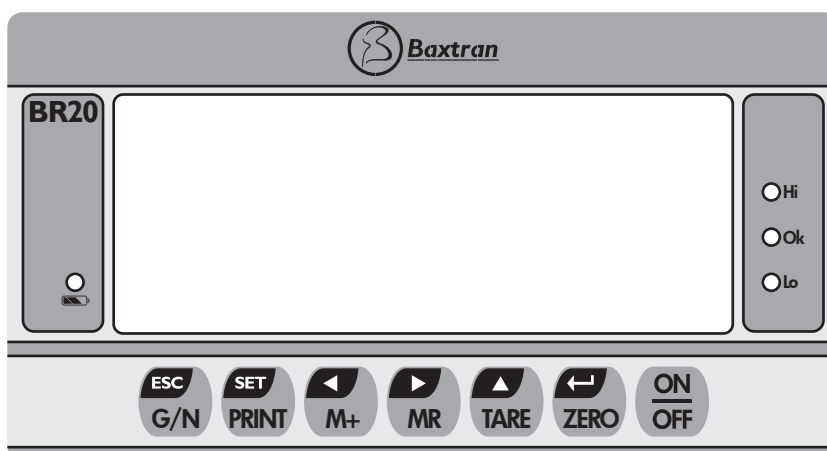 Baxtran
BR20
Hi
Ok
Lo
ESC SET
G/N PRINT M+ MR TARE ZERO ON
OFF